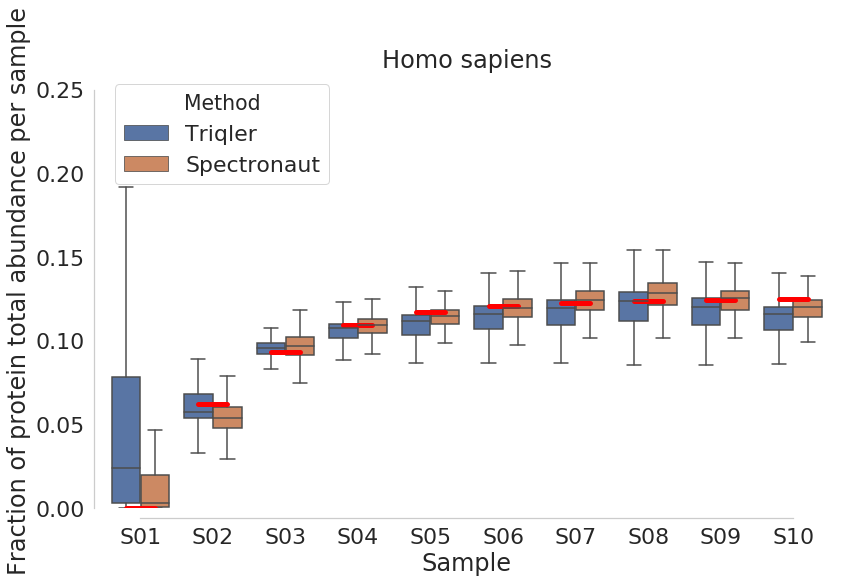 Homo sapiens
Fraction of protein total abundance per sample
0.25
0.20
0.15
0.10
0.05
0.00
Method
Triqler
Spectronaut
S01 S02 S03 S04 S05 S06 S07 S08 S09 S10
Sample